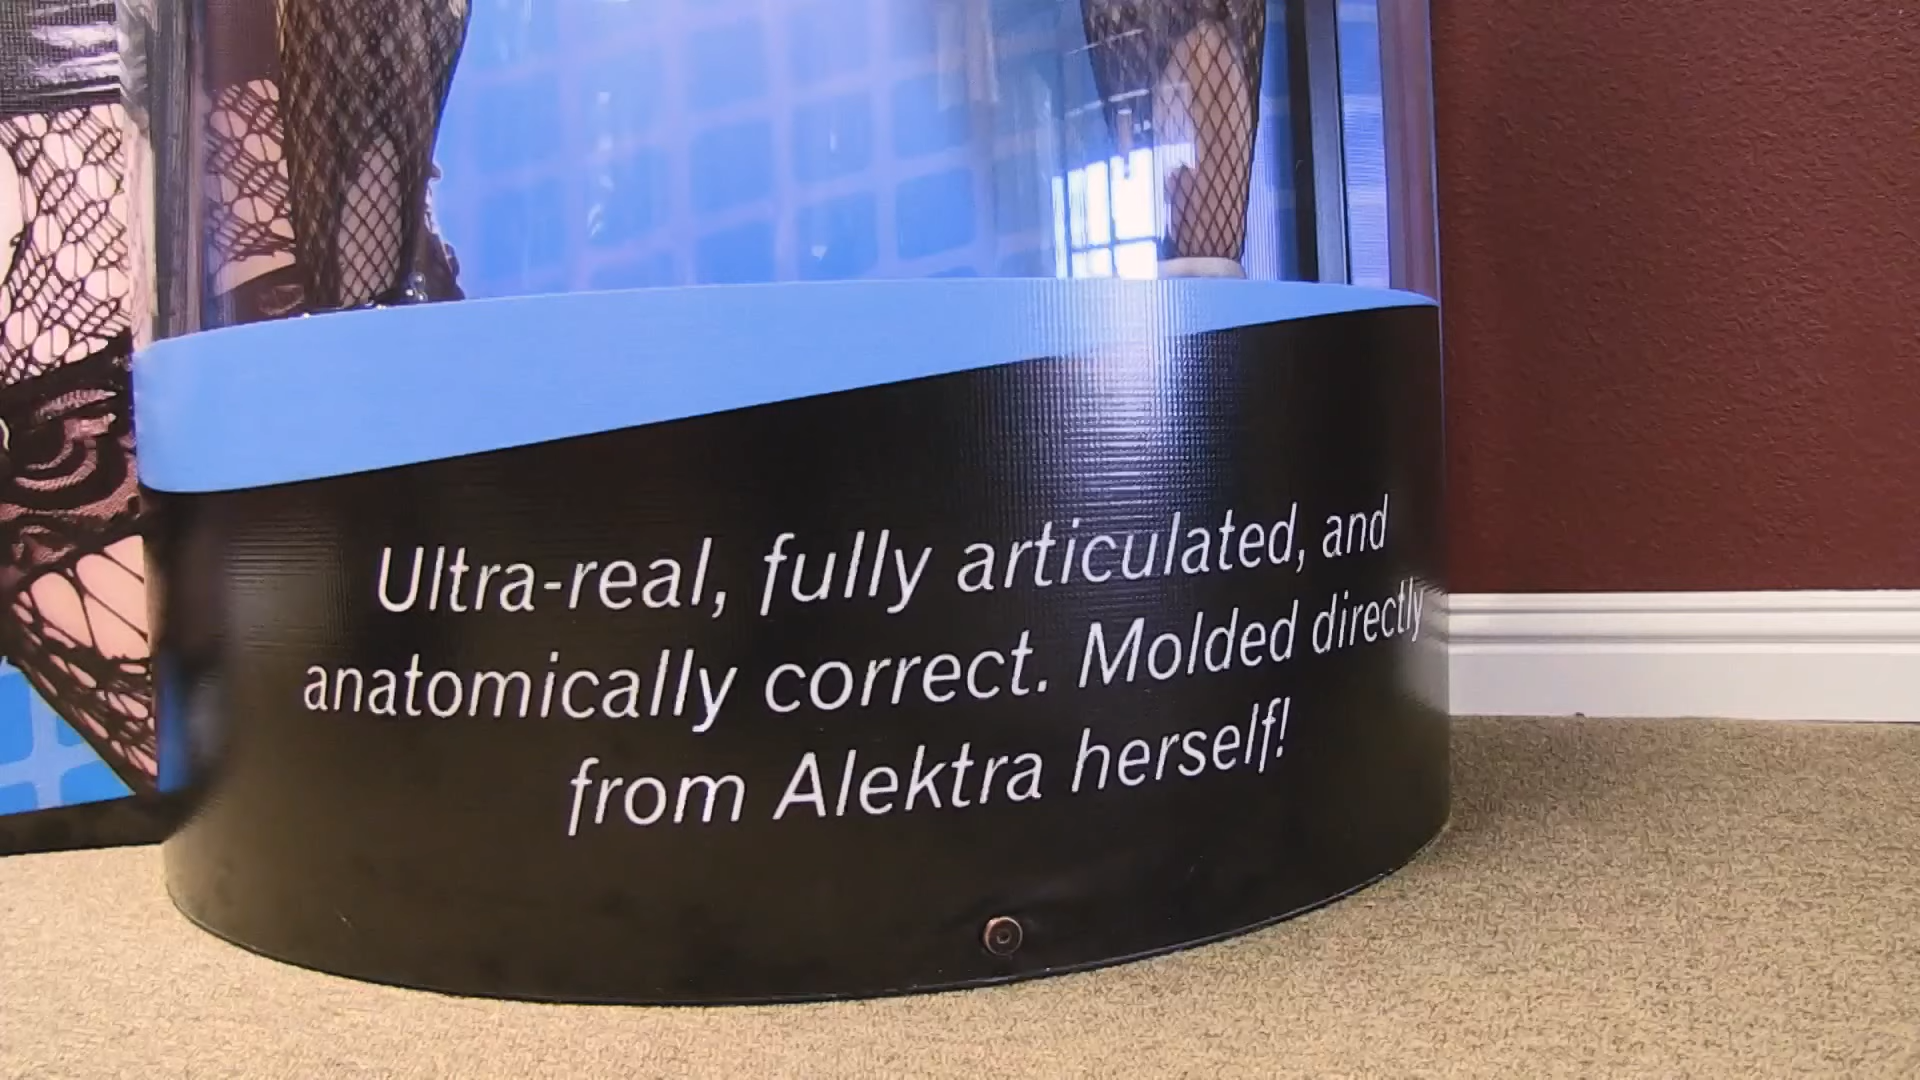 Ultra-real, fully articulated, and
anatomically correct. Molded directly
from Alektra herself!